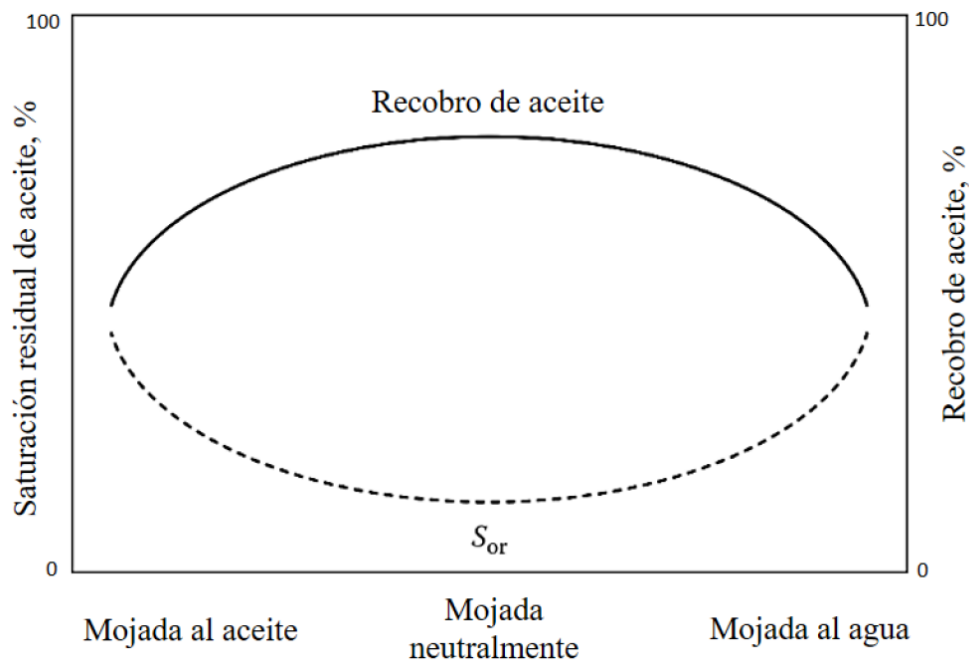 100
100
Recobro de aceite
Saturación residual de aceite, %
Recobro de aceite, %
Sor
0
0
Mojada al aceite
Mojada
neutralmente
Mojada al agua